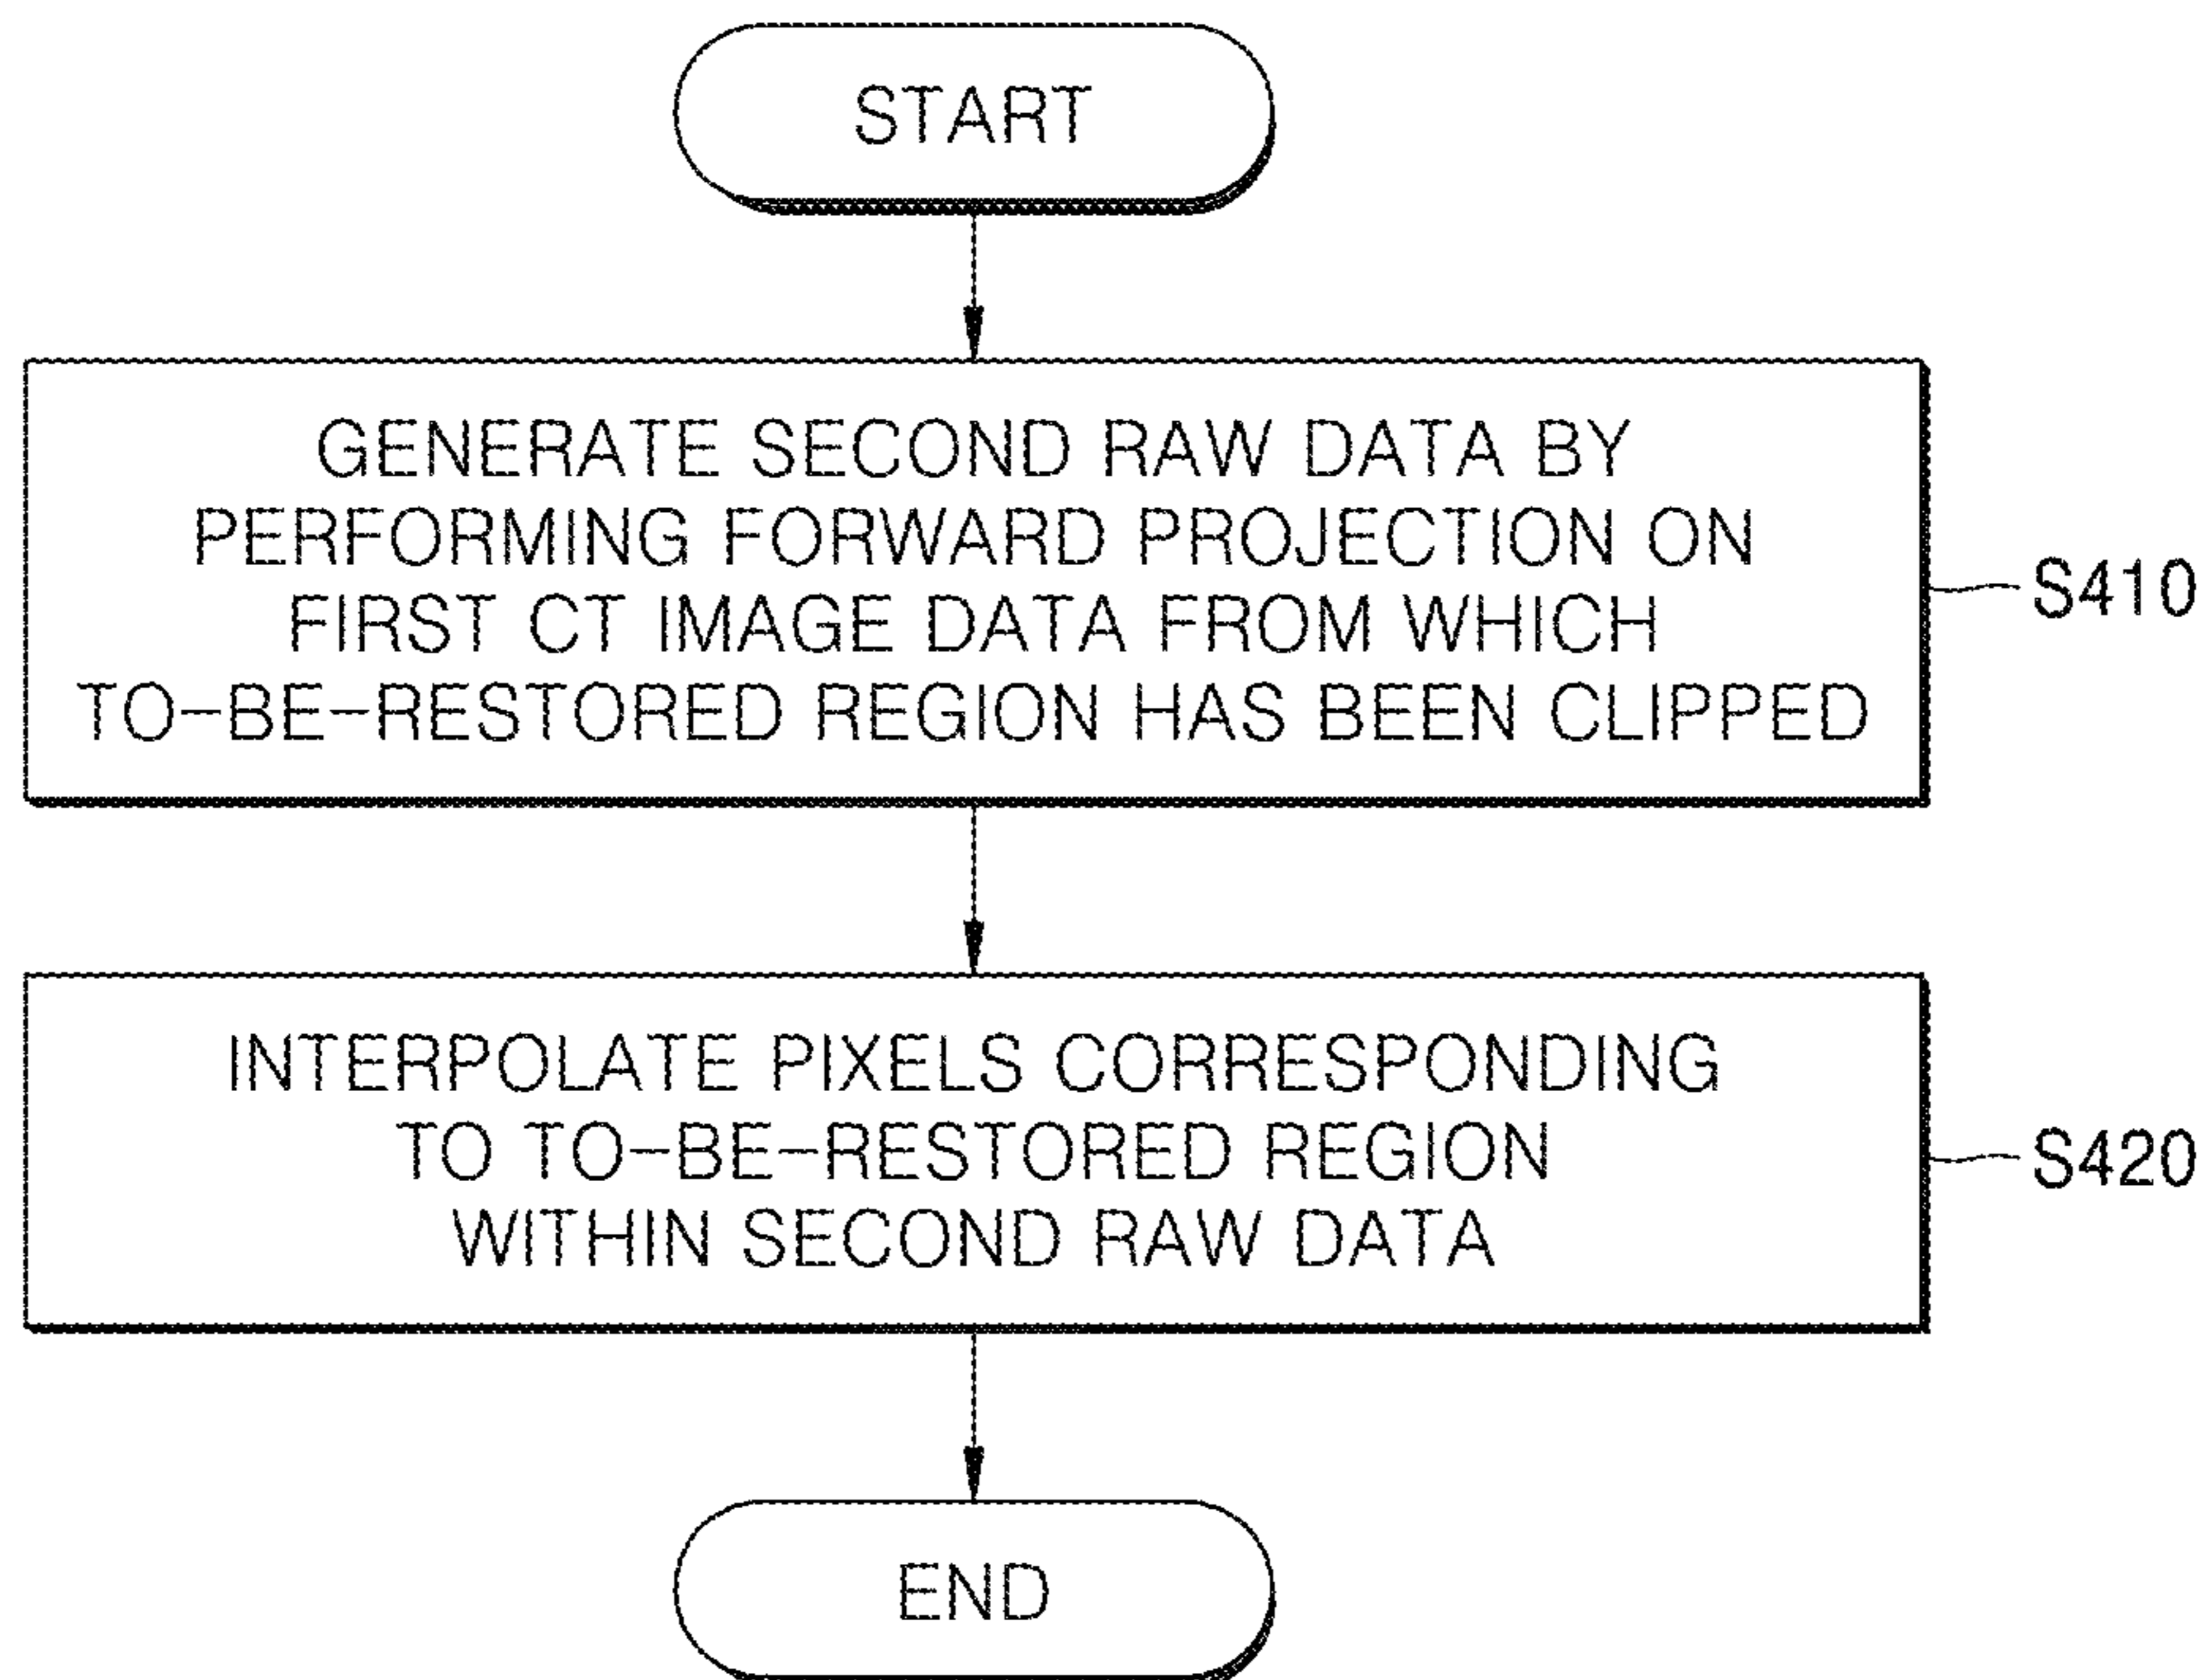 START
GENERATE SECOND RAW DATA BY
PERFORMING FORWARD PROJECTION ON
FIRST CT IMAGE DATA FROM WHICH
TO-BE-RESTORED REGION HAS BEEN CLIPPED
S410
INTERPOLATE PIXELS CORRESPONDING
TO TO-BE-RESTORED REGION
WITHIN SECOND RAW DATA
S420
END